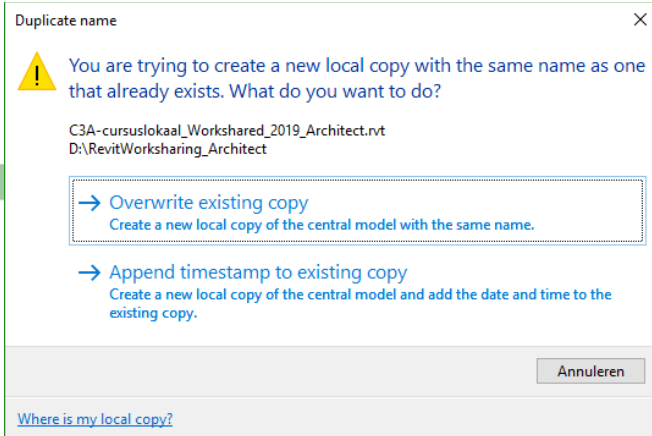 Duplicate name
You are trying to create a new local copy with the same name as one
that already exists. What do you want to do?
C3A-cursuslokaal_Workshared_2019_Architect.rvt
D:\RevitWorksharing_Architect
Overwrite existing copy
Create a new local copy of the central model with the same name.
Append timestamp to existing copy
Create a new local copy of the central model and add the date and time to the
existing copy.
Annuleren
Where is my local copy?